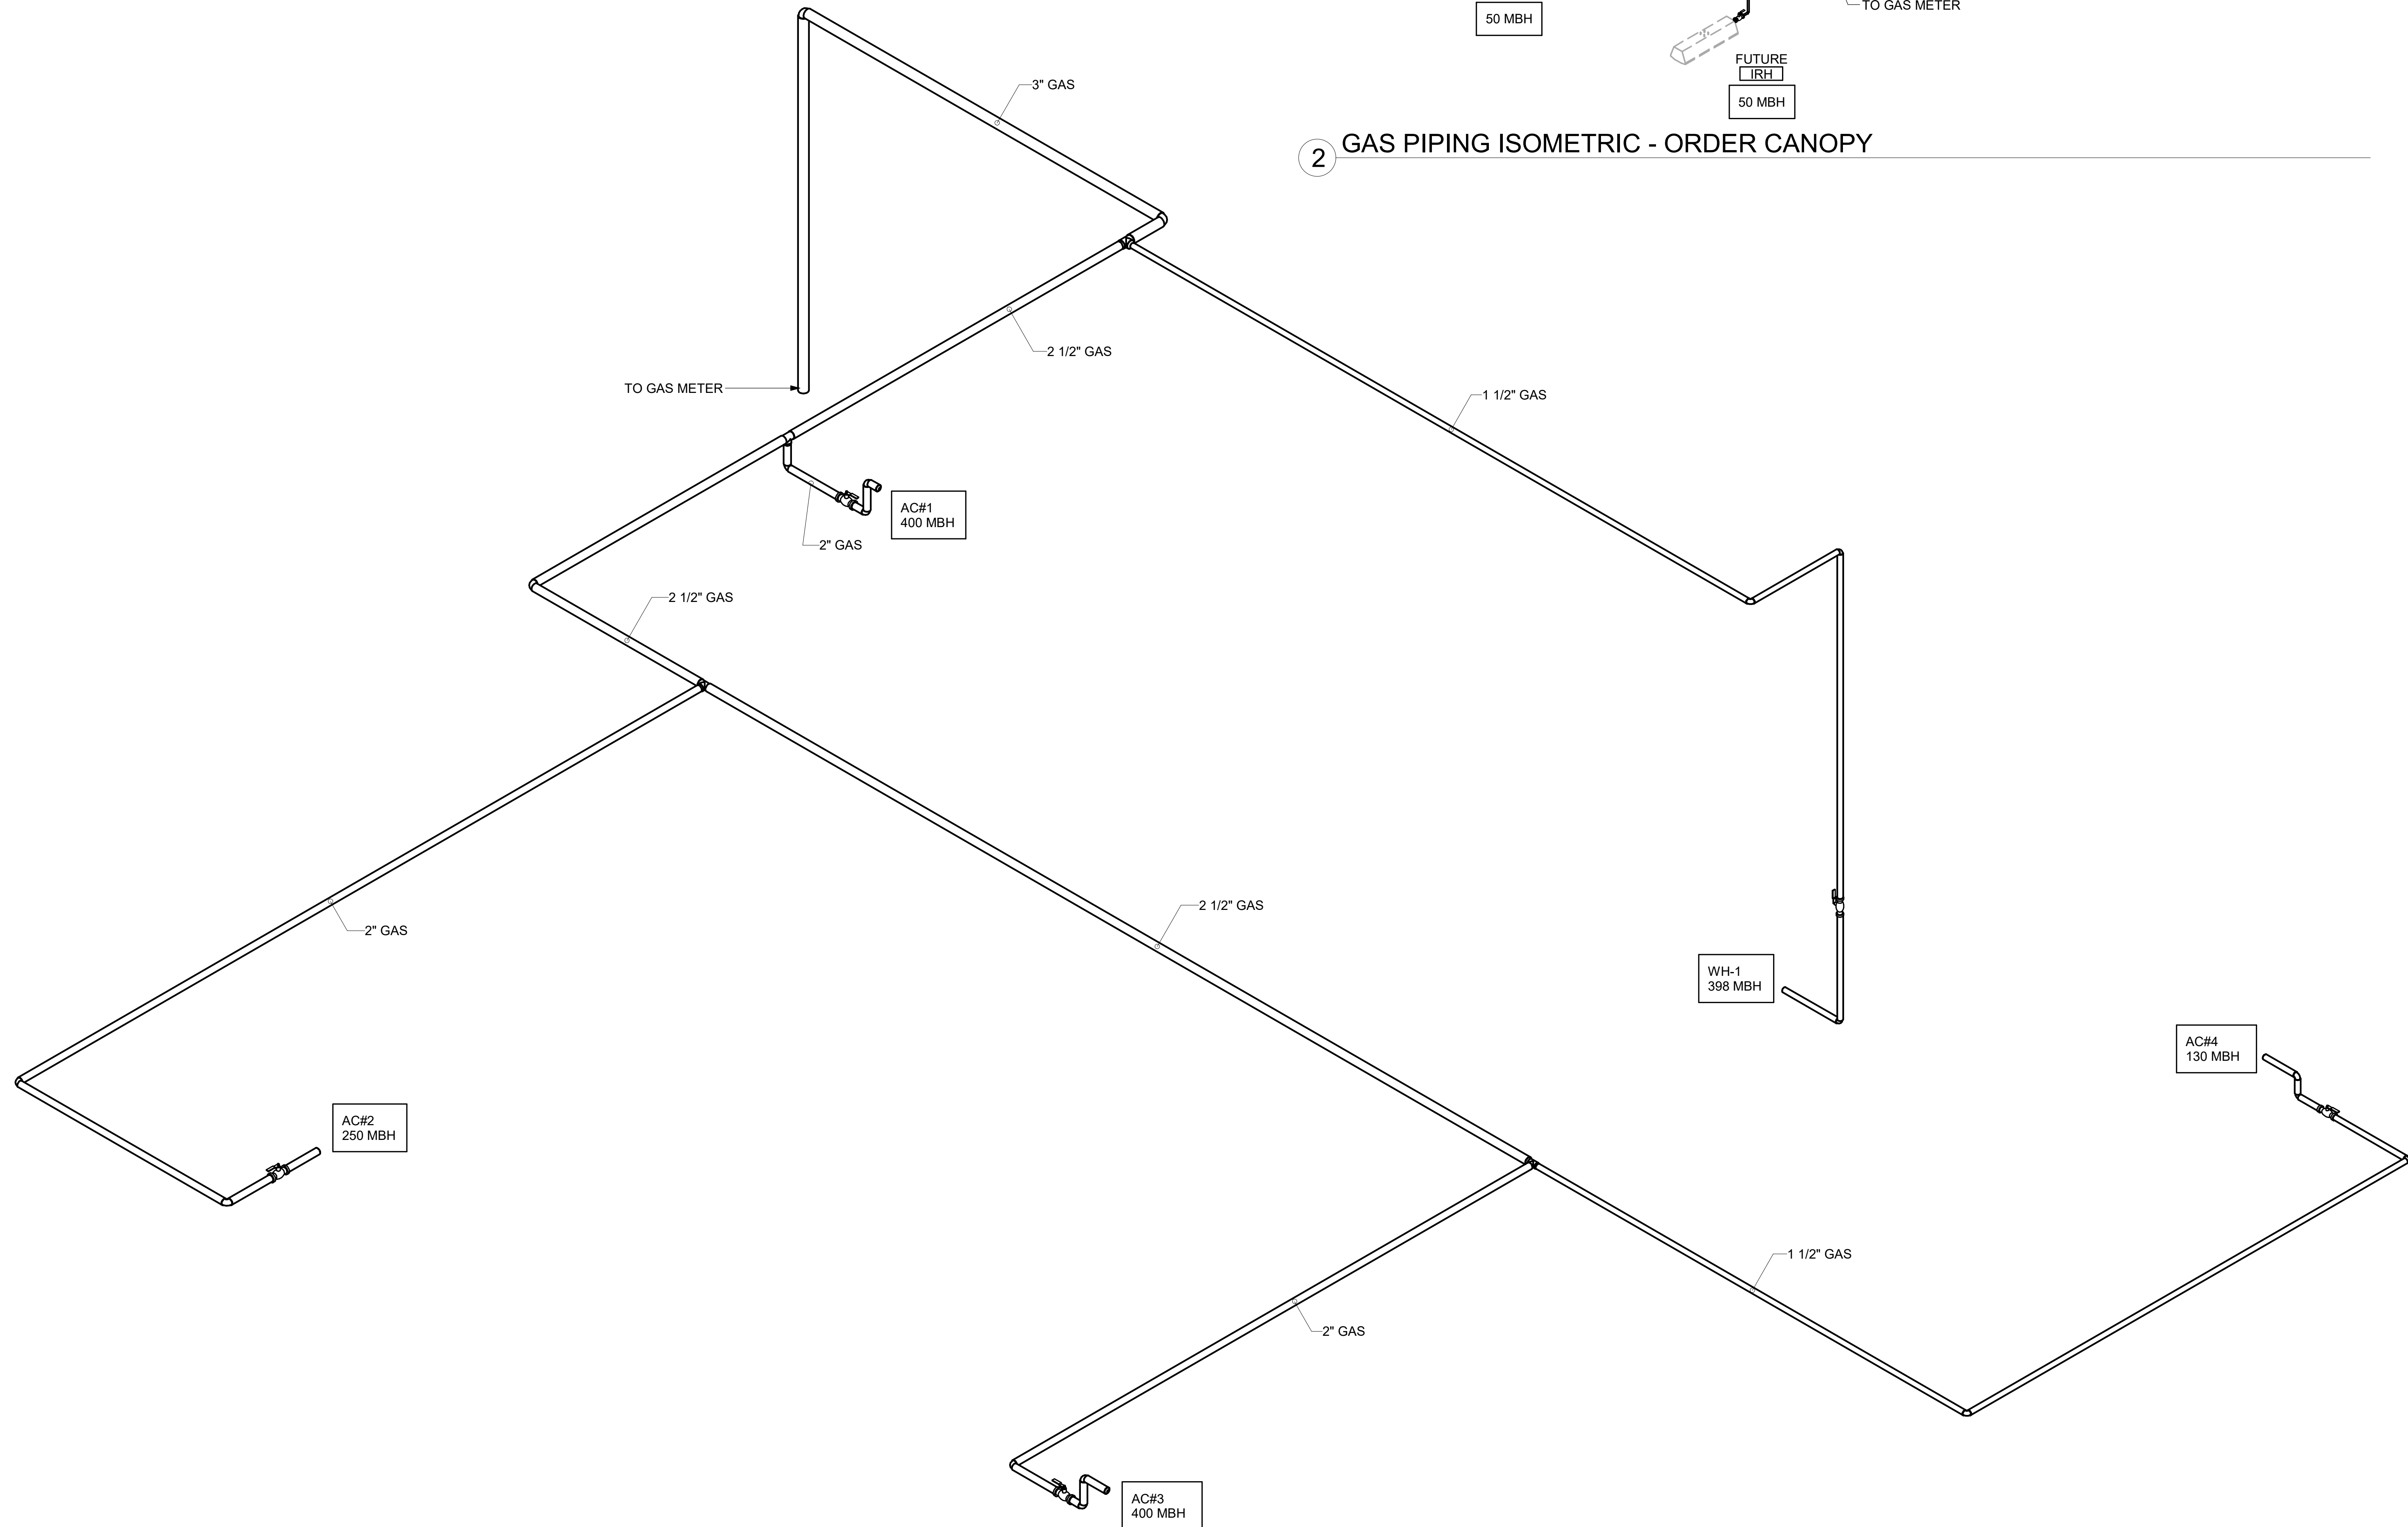 50 MBH
TO GAS METER
FUTURE
IRH
50 MBH
2 GAS PIPING ISOMETRIC - ORDER CANOPY
3" GAS
2 1/2" GAS
TO GAS METER
1 1/2" GAS
AC#1
400 MBH
2" GAS
2 1/2" GAS
2 1/2" GAS
2" GAS
WH-1
398 MBH
AC#4
130 MBH
AC#2
250 MBH
1 1/2" GAS
2" GAS
AC#3
400 MBH